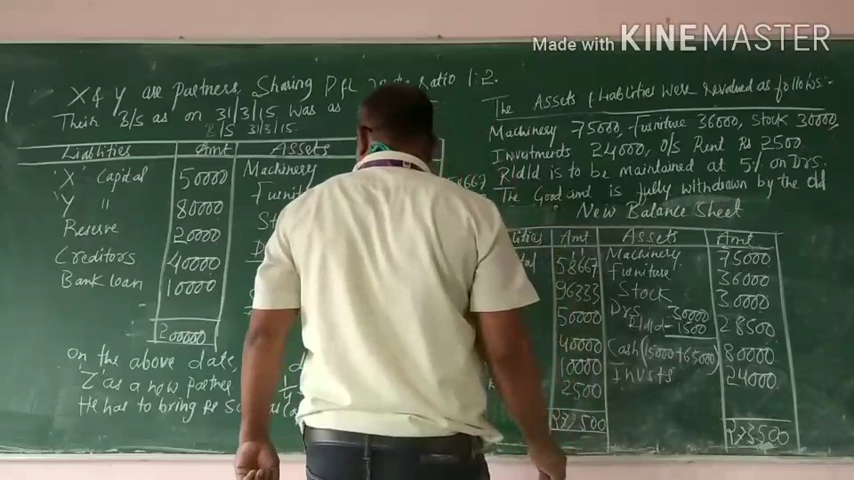 Made with KINEMASTER
X & Y are Partners, Sharing P & L in the ratio 1:2.
Their B/S as on 31/3/15 was as
B/S 31/3/15
Liablities Amt Assets
'X' Capital 50000 Machinery
'Y' " 80000
Reserve 20000
Creditors 40000
Bank loan 10000
200000
on the above date,
'Z' as a new partner
He has to bring Rs
The Assets & Liabilities were revalued as follows:-
Machinery 75000, Furniture 36000, Stock 30000,
Investments 24000, O/s Rent Rs 2500
R/d/d is to be maintained at 5% on Drs.
The Good and is fully withdrawn by the old
New Balance Sheet
Amt Assets Amt
58667 Machinery 75000
96333 Furniture 36000
50000 Stock 30000
Drs 30000
40000 R/d/d - 1500 28500
10000 Cash (15000+65000) 80000
2500 Invsts 24000
273500 273500